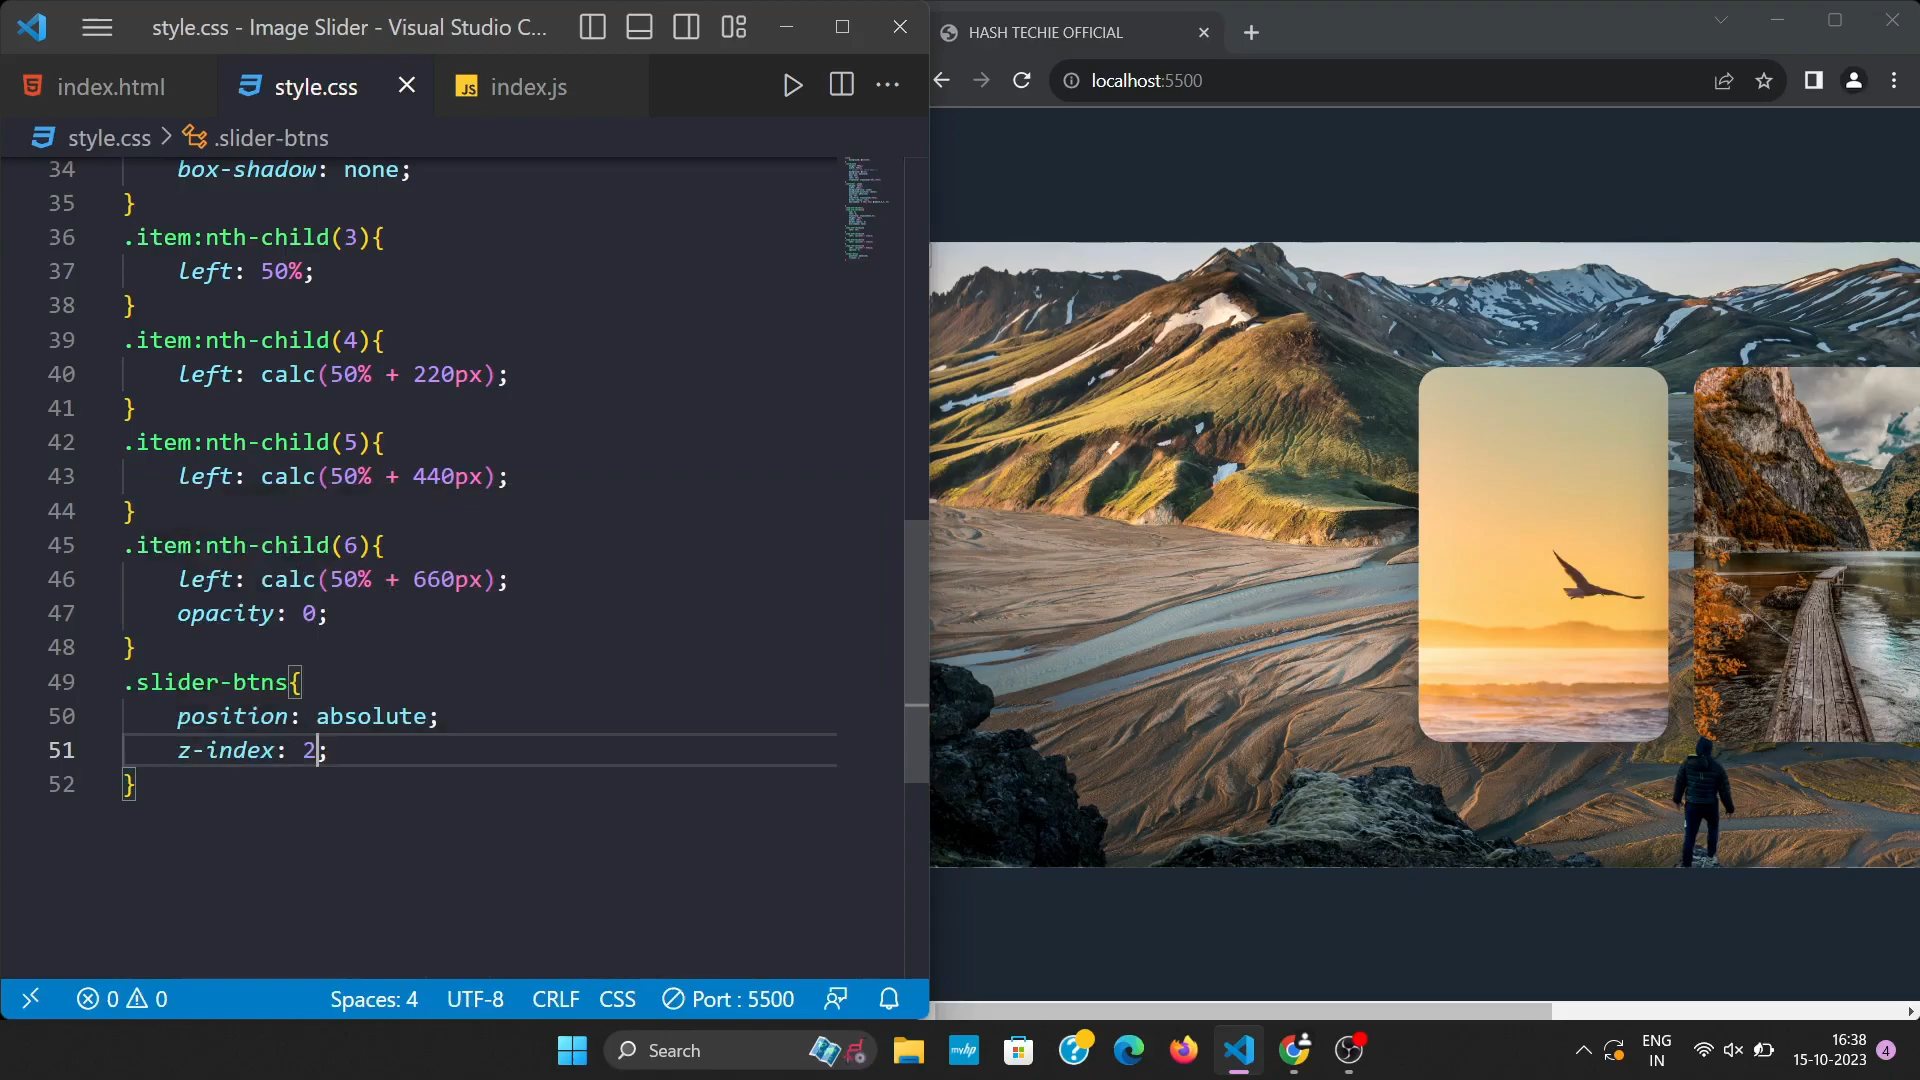 style.css - Image Slider - Visual Studio C...
index.html
style.css
JS index.js
style.css > .slider-btns
34 box-shadow: none;
35 }
36 .item:nth-child(3){
37 left: 50%;
38 }
39 .item:nth-child(4){
40 left: calc(50% + 220px);
41 }
42 .item:nth-child(5){
43 left: calc(50% + 440px);
44 }
45 .item:nth-child(6){
46 left: calc(50% + 660px);
47 opacity: 0;
48 }
49 .slider-btns{
50 position: absolute;
51 z-index: 2;
52 }
0 0
Spaces: 4
UTF-8
CRLF
CSS
Port : 5500
HASH TECHIE OFFICIAL
localhost:5500
Search
myhp
ENG
IN
16:38
15-10-2023
4